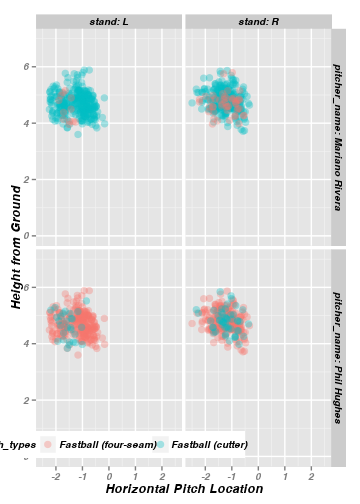 stand: L
stand: R
6
4
2
0
pitcher_name: Mariano Rivera
6
4
2
pitcher_name: Phil Hughes
Height from Ground
h_types Fastball (four-seam) Fastball (cutter)
-2 -1 0 1 2 -2 -1 0 1 2
Horizontal Pitch Location